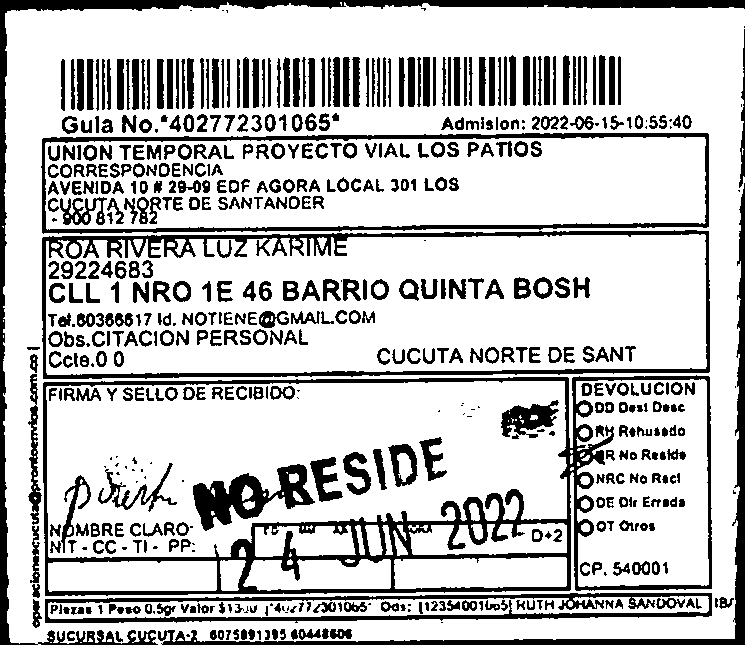 Guia No.*402772301065* Admision: 2022-06-15-10:55:40
UNION TEMPORAL PROYECTO VIAL LOS PATIOS
CORRESPONDENCIA
AVENIDA 10 # 29-09 EDF AGORA LOCAL 301 LOS
CUCUTA NORTE DE SANTANDER
- 900 812 782
ROA RIVERA LUZ KARIME
29224683
CLL 1 NRO 1E 46 BARRIO QUINTA BOSH
Tel.60366617 Id. NOTIENE@GMAIL.COM
Obs.CITACION PERSONAL
Ccte.0 0 CUCUTA NORTE DE SANT
operacionescucuta@prontoenvios.com.co
FIRMA Y SELLO DE RECIBIDO:
NO RESIDE
24 JUN 2022
NOMBRE CLARO:
NIT - CC - TI - PP:
D+2
DEVOLUCION
DD Dest Desc
RH Rehusado
NR No Reside
NRC No Recl
DE Dir Errada
OT Otros
CP. 540001
Piezas 1 Peso 0.5gr Valor RUTH JOHANNA SANDOVAL
SUCURSAL CUCUTA-2